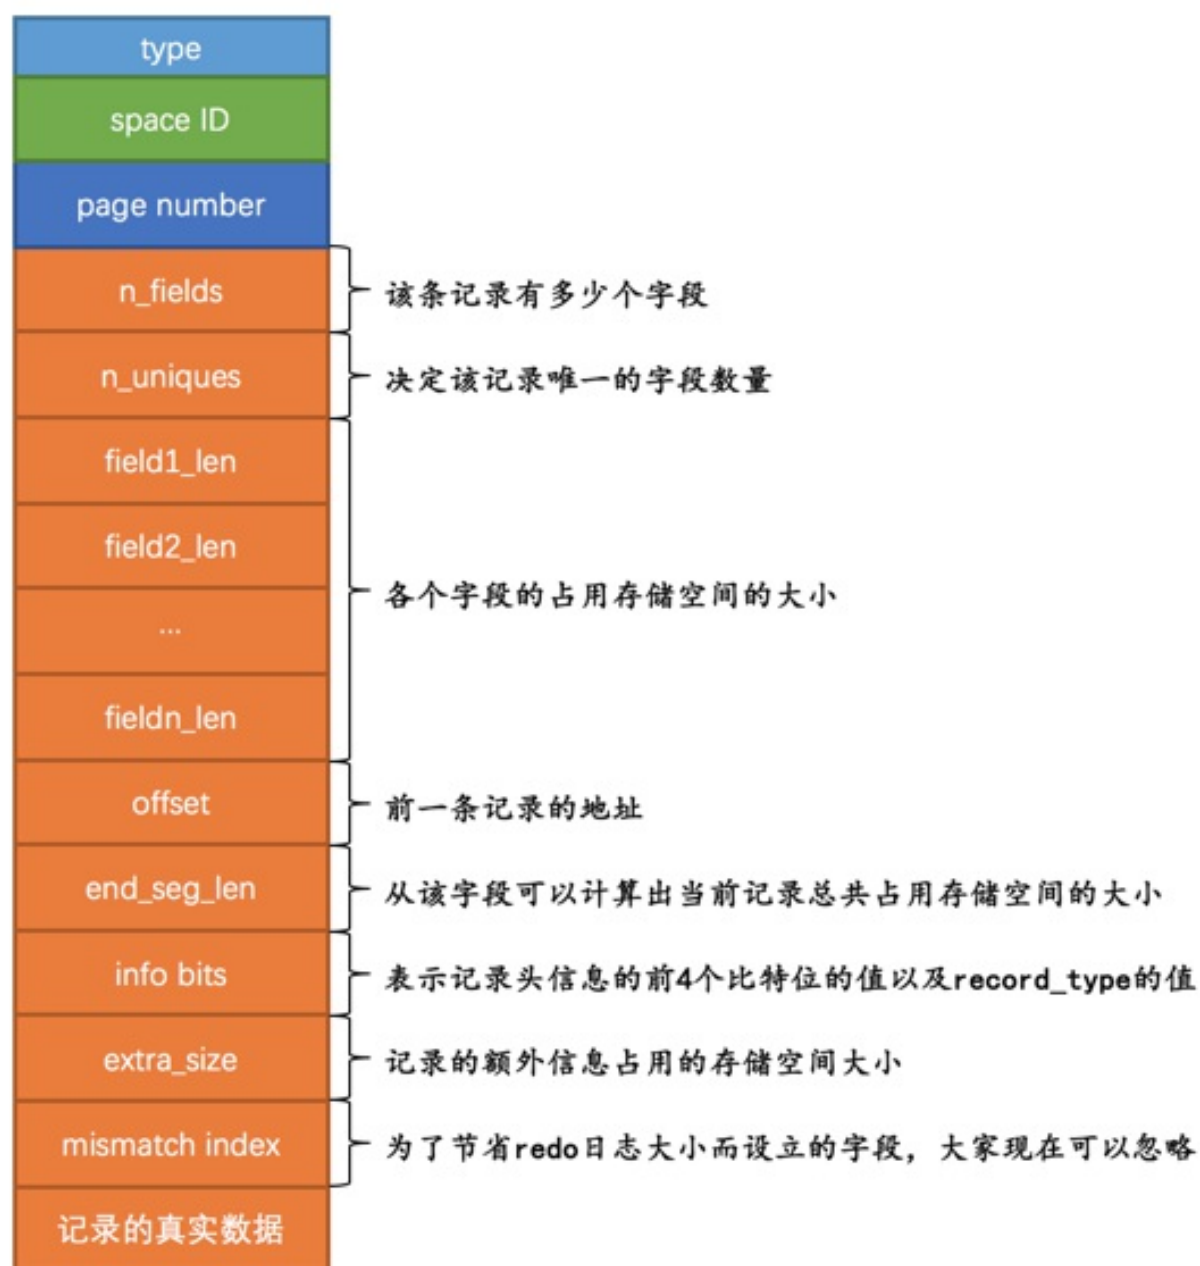 type
space ID
page number
n_fields
该条记录有多少个字段
n_uniques
决定该记录唯一的字段数量
field1_len
field2_len
...
fieldn_len
各个字段的占用存储空间的大小
offset
前一条记录的地址
end_seg_len
从该字段可以计算出当前记录总共占用存储空间的大小
info bits
表示记录头信息的前4个比特位的值以及record_type的值
extra_size
记录的额外信息占用的存储空间大小
mismatch index
为了节省redo日志大小而设立的字段，大家现在可以忽略
记录的真实数据